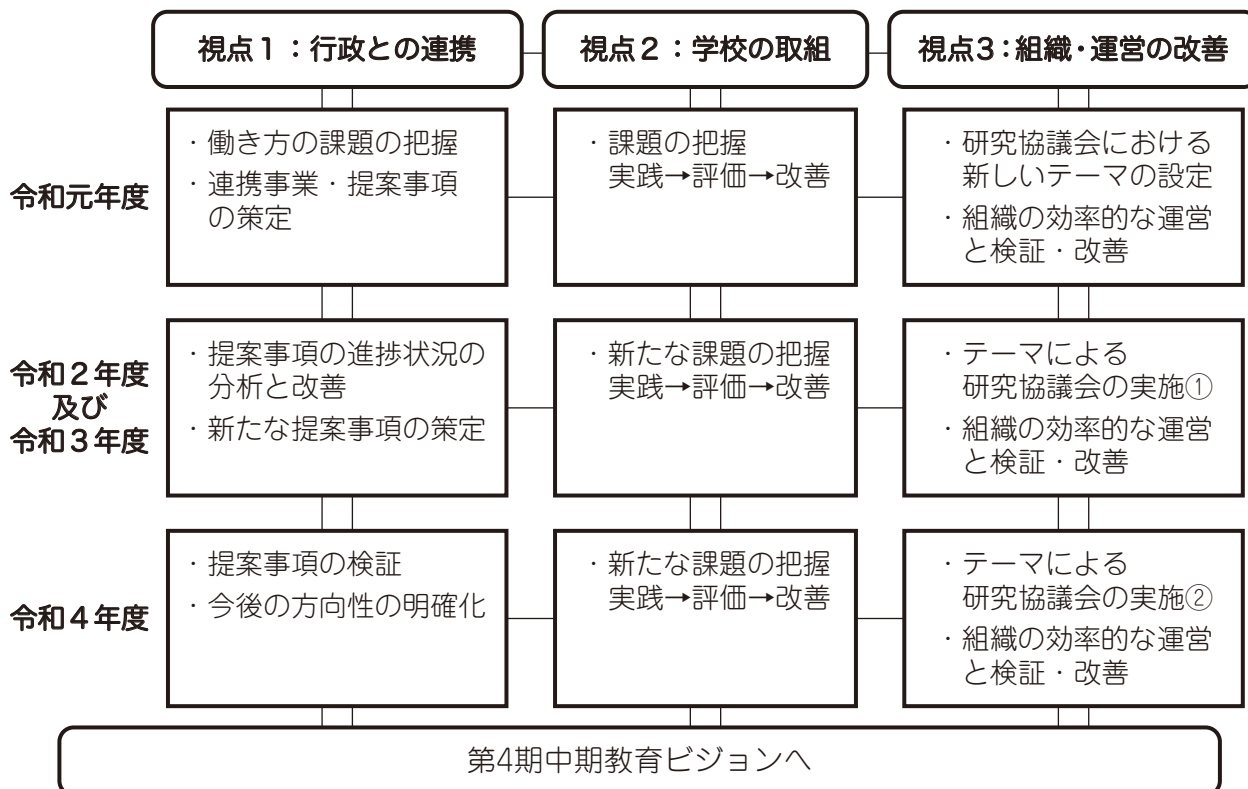 視点1：行政との連携
視点2：学校の取組
視点3：組織・運営の改善
令和元年度
・働き方の課題の把握
・連携事業・提案事項
の策定
・課題の把握
実践→評価→改善
・研究協議会における
新しいテーマの設定
・組織の効率的な運営
と検証・改善
令和2年度
及び
令和3年度
・提案事項の進捗状況の
分析と改善
・新たな提案事項の策定
・新たな課題の把握
実践→評価→改善
・テーマによる
研究協議会の実施①
・組織の効率的な運営
と検証・改善
令和4年度
・提案事項の検証
・今後の方向性の明確化
・新たな課題の把握
実践→評価→改善
・テーマによる
研究協議会の実施②
・組織の効率的な運営
と検証・改善
第4期中期教育ビジョンへ